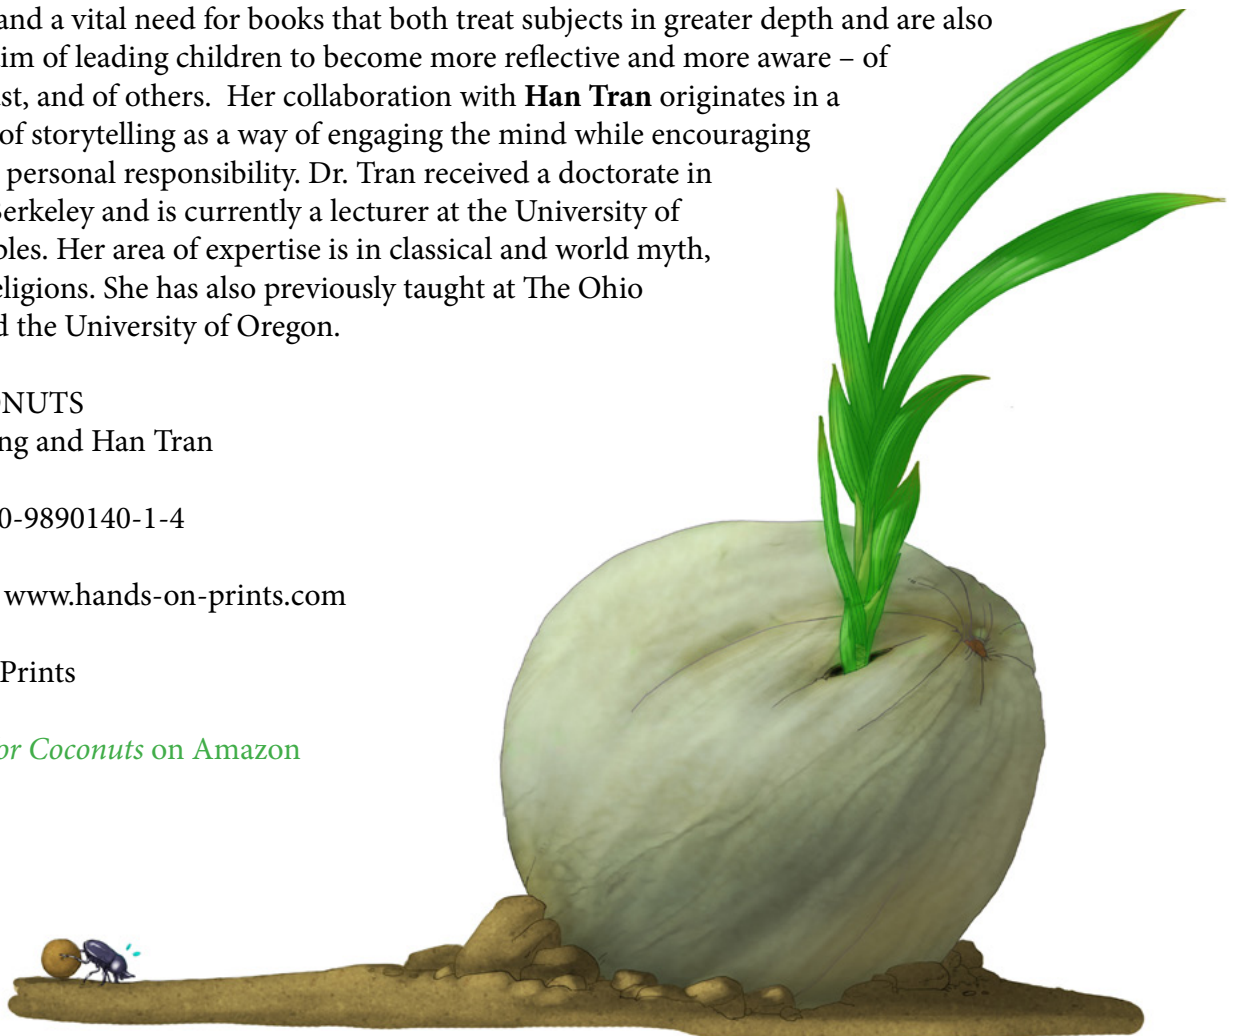 and a vital need for books that both treat subjects in greater depth and are also
im of leading children to become more reflective and more aware – of
st, and of others.  Her collaboration with Han Tran originates in a
of storytelling as a way of engaging the mind while encouraging
personal responsibility. Dr. Tran received a doctorate in
Berkeley and is currently a lecturer at the University of
bles. Her area of expertise is in classical and world myth,
eligions. She has also previously taught at The Ohio
d the University of Oregon.
ONUTS
ng and Han Tran
0-9890140-1-4
www.hands-on-prints.com
Prints
or Coconuts on Amazon